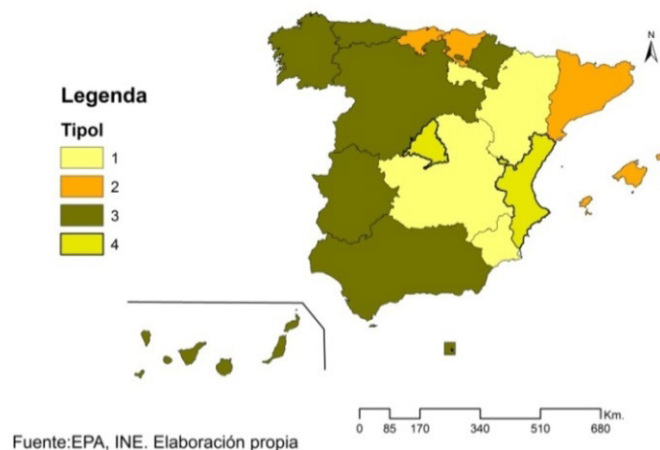 N
Legenda
Tipol
1
2
3
4
Km.
0 85 170 340 510 680
Fuente:EPA, INE. Elaboración propia